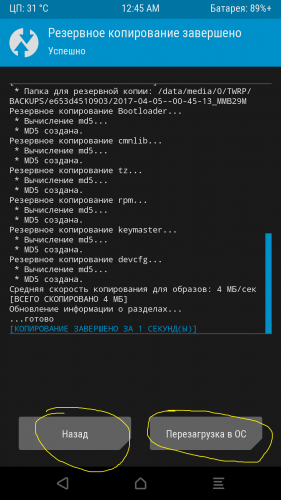 ЦП: 31 °C 12:45 AM Батарея: 89%+
Резервное копирование завершено
Успешно
* Папка для резервной копии: /data/media/0/TWRP/
BACKUPS/e653d4510903/2017-04-05--00-45-13_MMB29M
Резервное копирование Bootloader...
* Вычисление md5...
* MD5 создана.
Резервное копирование cmnlib...
* Вычисление md5...
* MD5 создана.
Резервное копирование tz...
* Вычисление md5...
* MD5 создана.
Резервное копирование rpm...
* Вычисление md5...
* MD5 создана.
Резервное копирование keymaster...
* Вычисление md5...
* MD5 создана.
Резервное копирование devcfg...
* Вычисление md5...
* MD5 создана.
Средняя скорость копирования для образов: 4 МБ/сек
[ВСЕГО СКОПИРОВАНО 4 МБ]
Обновление информации о разделах...
...готово
[КОПИРОВАНИЕ ЗАВЕРШЕНО ЗА 1 СЕКУНД(Ы)]
Назад Перезагрузка в ОС